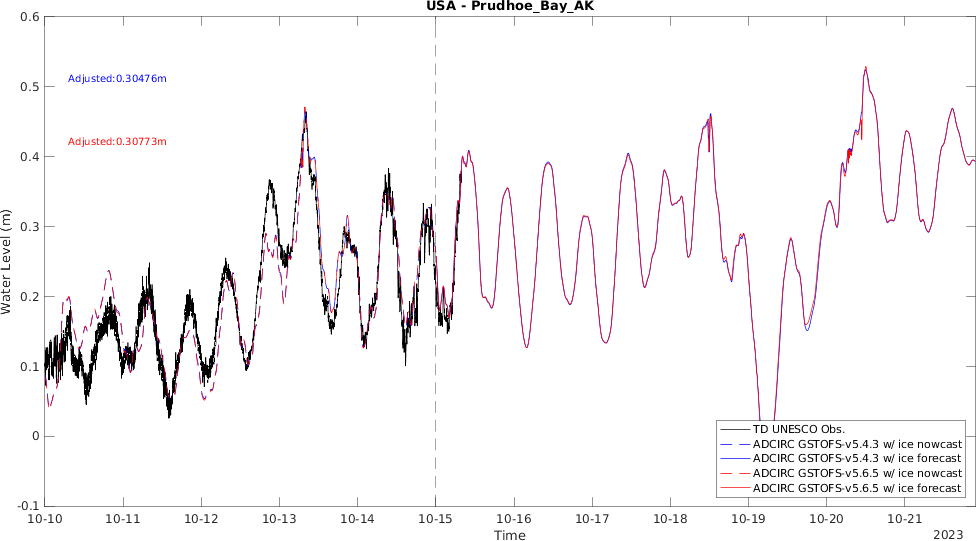 USA - Prudhoe_Bay_AK
0.6
0.5
0.4
0.3
0.2
0.1
0
-0.1
Water Level (m)
Adjusted:0.30476m
Adjusted:0.30773m
TD UNESCO Obs.
ADCIRC GSTOFS-v5.4.3 w/ ice nowcast
ADCIRC GSTOFS-v5.4.3 w/ ice forecast
ADCIRC GSTOFS-v5.6.5 w/ ice nowcast
ADCIRC GSTOFS-v5.6.5 w/ ice forecast
10-10 10-11 10-12 10-13 10-14 10-15 10-16 10-17 10-18 10-19 10-20 10-21
Time
2023